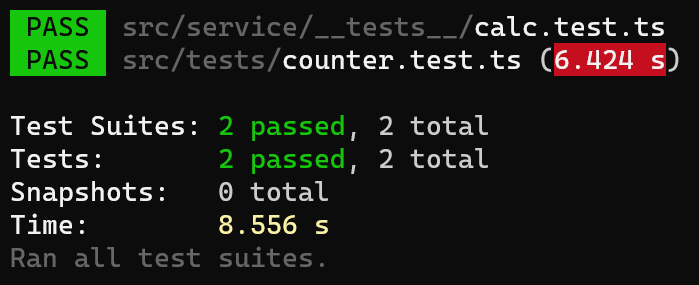 PASS src/service/__tests__/calc.test.ts
PASS src/tests/counter.test.ts (6.424 s)
Test Suites: 2 passed, 2 total
Tests: 2 passed, 2 total
Snapshots: 0 total
Time: 8.556 s
Ran all test suites.